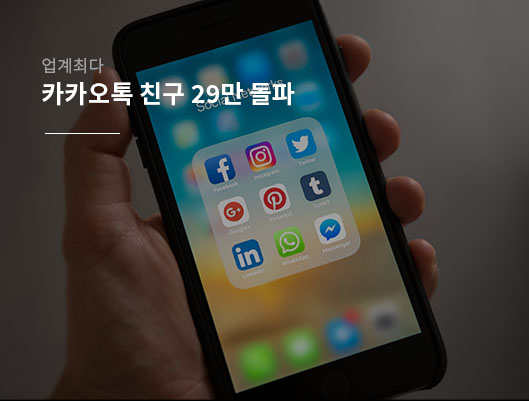 업계최다
카카오톡 친구 29만 돌파
Social Networks
Facebook
Instagram
Twitter
Google+
Pinterest
Tumblr
LinkedIn
WhatsApp
Messenger